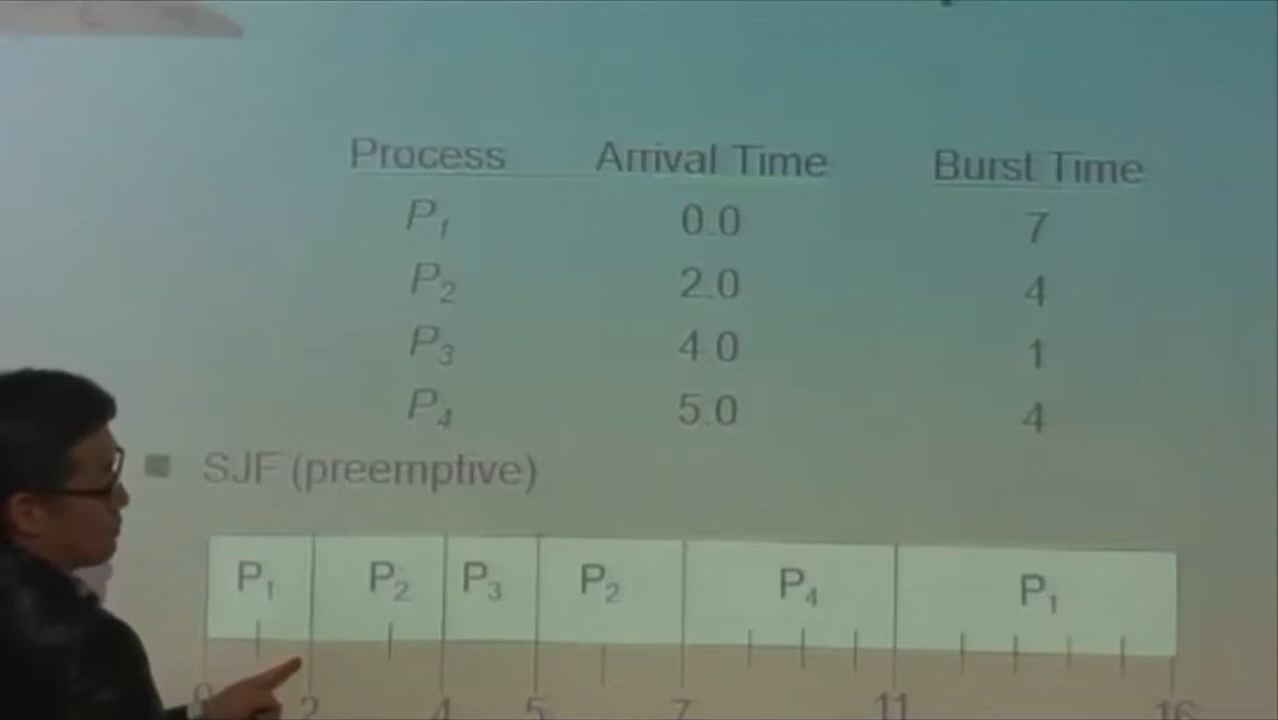 Process Arrival Time Burst Time
P1 0.0 7
P2 2.0 4
P3 4.0 1
P4 5.0 4
SJF (preemptive)
P1 P2 P3 P2 P4 P1
0 2 4 5 7 11 16